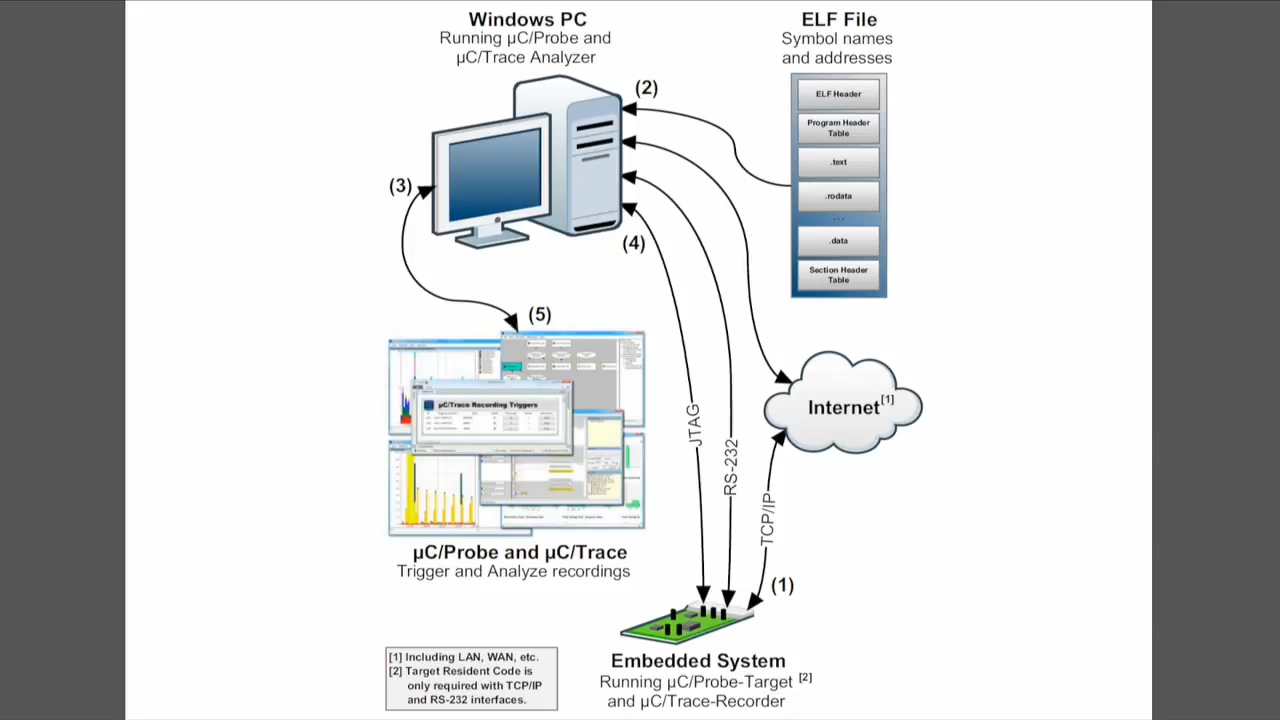 Windows PC
Running µC/Probe and
µC/Trace Analyzer
ELF File
Symbol names
and addresses
(2)
ELF Header
Program Header
Table
.text
.rodata
...
.data
Section Header
Table
(3)
(4)
(5)
µC/Trace Recording Triggers
JTAG
RS-232
TCP/IP
Internet[1]
µC/Probe and µC/Trace
Trigger and Analyze recordings
(1)
Embedded System
Running µC/Probe-Target [2]
and µC/Trace-Recorder
[1] Including LAN, WAN, etc.
[2] Target Resident Code is
only required with TCP/IP
and RS-232 interfaces.